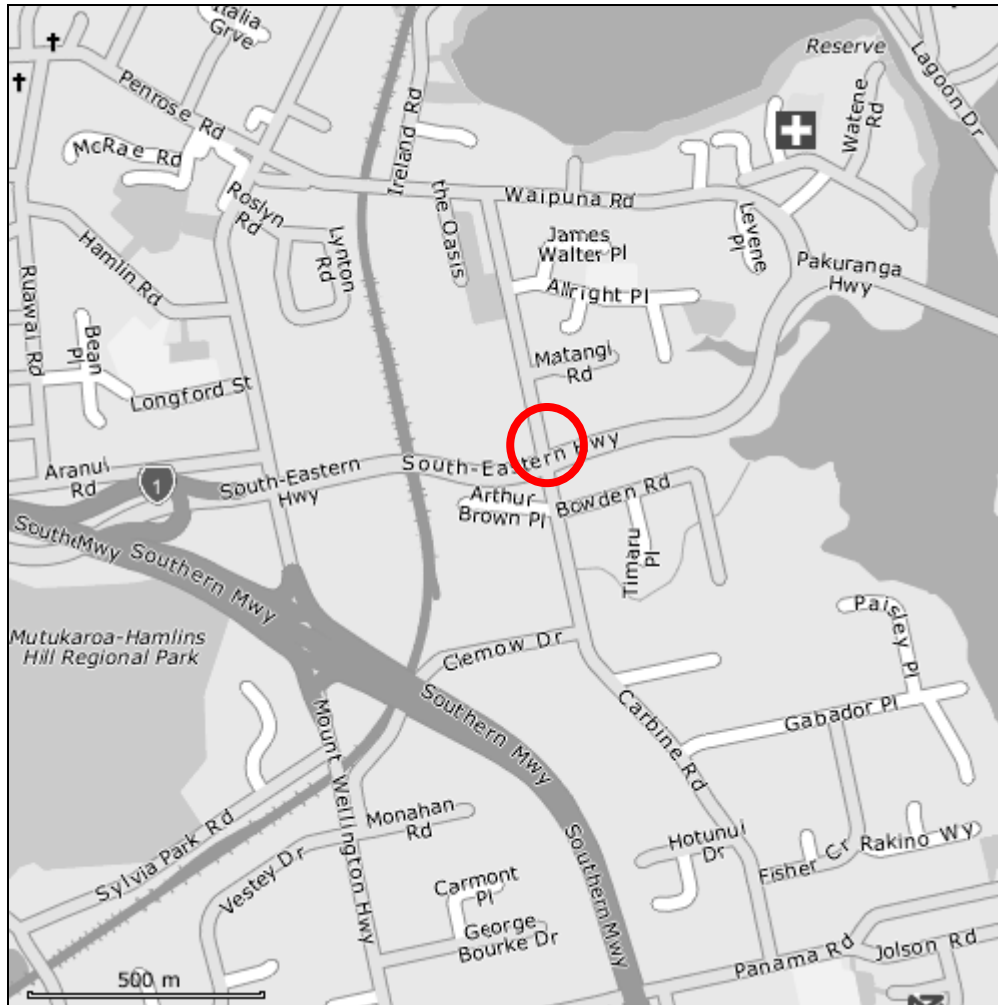 Italia
Grve
Reserve
Lagoon Dr
Penrose Rd
Watene
Rd
McRae Rd
Ireland Rd
the Oasis
Waipuna Rd
Roslyn
Rd
Lynton
Rd
Levene
Pl
James
Walter Pl
Pakuranga
Hwy
Hamlin Rd
Allright Pl
Ruawai Rd
Bean
Pl
Matangi
Rd
Longford St
Aranui
Rd
1
South-Eastern
Hwy
South-Eastern Hwy
Arthur
Brown Pl
Bowden Rd
Timaru
Pl
Southern Mwy
Mutukaroa-Hamlins
Hill Regional Park
Clemow Dr
Paisley Pl
Southern Mwy
Mount Wellington Hwy
Carbine Rd
Gabador Pl
Monahan
Rd
Sylvia Park Rd
Vestey Dr
Hotunui
Dr
Fisher Cr
Rakino Wy
Southern Mwy
Carmont
Pl
George
Bourke Dr
Panama Rd
Jolson Rd
500 m